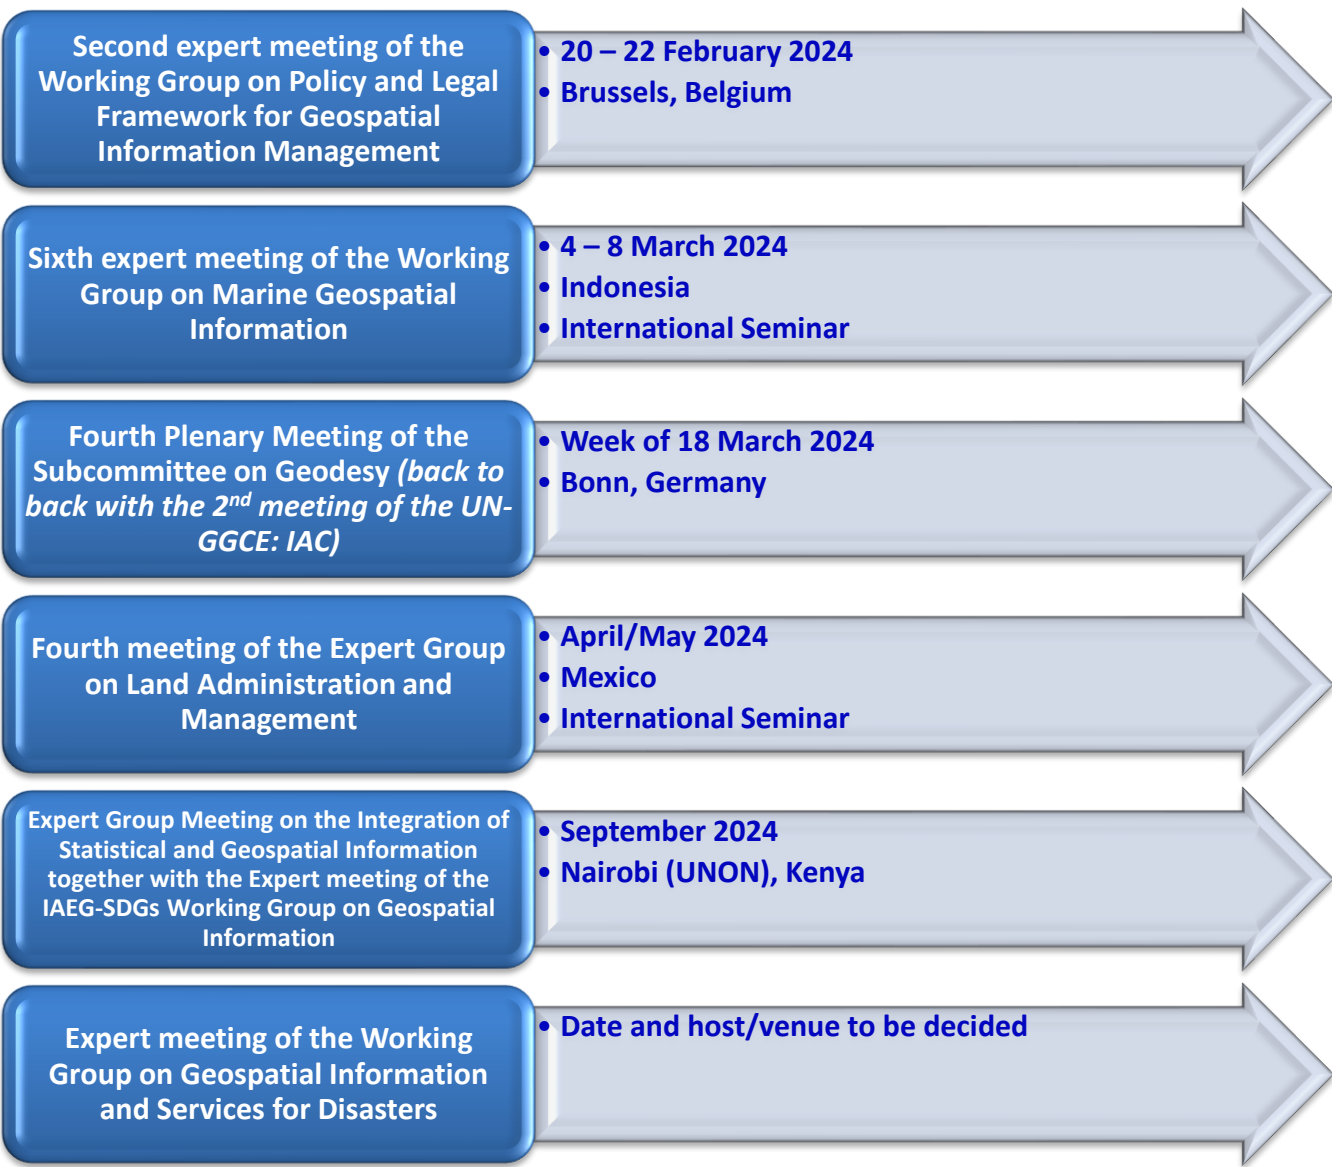 Second expert meeting of the
Working Group on Policy and Legal
Framework for Geospatial
Information Management
• 20 – 22 February 2024
• Brussels, Belgium
Sixth expert meeting of the Working
Group on Marine Geospatial
Information
• 4 – 8 March 2024
• Indonesia
• International Seminar
Fourth Plenary Meeting of the
Subcommittee on Geodesy (back to
back with the 2nd meeting of the UN-
GGCE: IAC)
• Week of 18 March 2024
• Bonn, Germany
Fourth meeting of the Expert Group
on Land Administration and
Management
• April/May 2024
• Mexico
• International Seminar
Expert Group Meeting on the Integration of
Statistical and Geospatial Information
together with the Expert meeting of the
IAEG-SDGs Working Group on Geospatial
Information
• September 2024
• Nairobi (UNON), Kenya
Expert meeting of the Working
Group on Geospatial Information
and Services for Disasters
• Date and host/venue to be decided